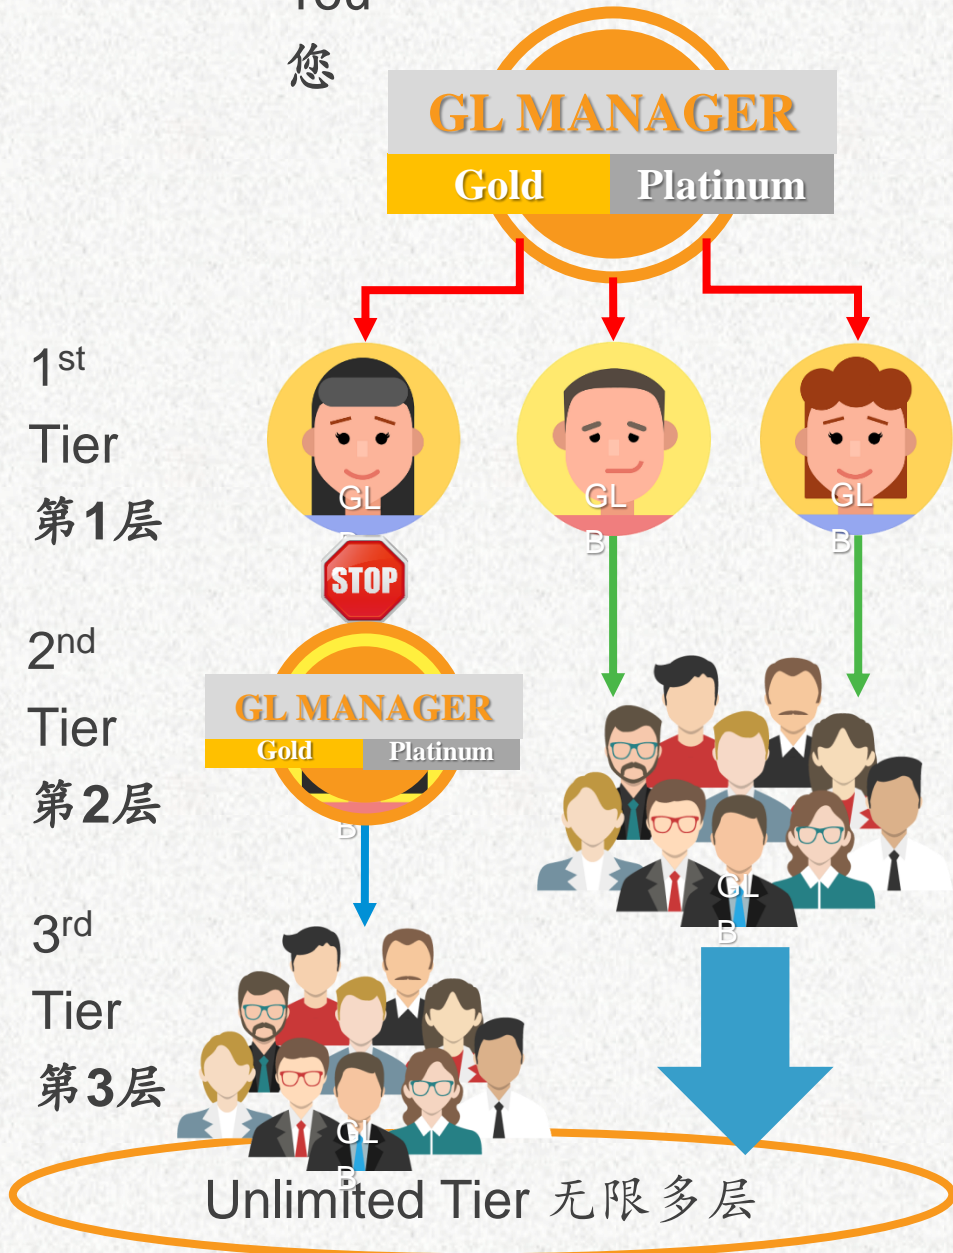 You
您
GL MANAGER
Gold Platinum
1st
Tier
第1层
GL
B
GL
B
GL
B
STOP
2nd
Tier
第2层
GL MANAGER
Gold Platinum
B
GL
B
3rd
Tier
第3层
GL
B
Unlimited Tier 无限多层